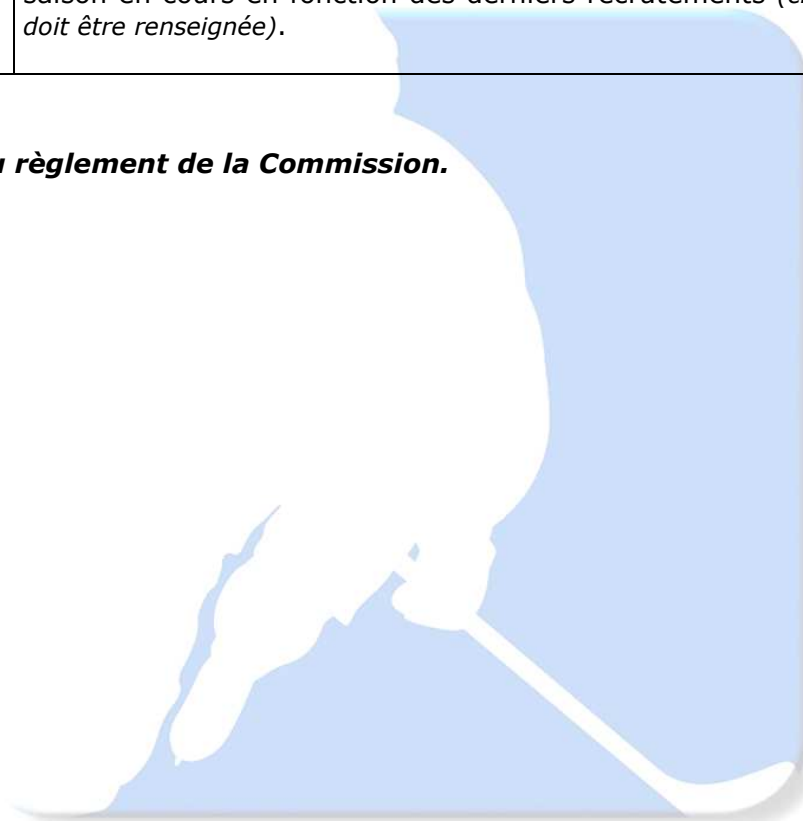 saison en cours en fonction des derniers recrutements
doit être renseignée).
règlement de la Commission.